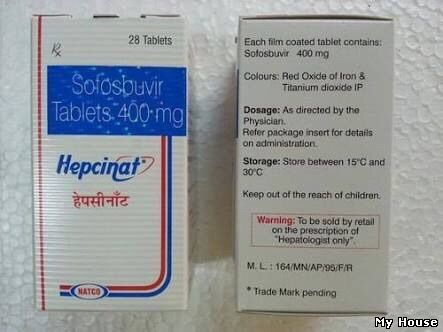 Rx
28 Tablets
Sofosbuvir
Tablets 400 mg
Hepcinat*
हेपसीनाॅट
NATCO
Each film coated tablet contains:
Sofosbuvir 400 mg
Colours: Red Oxide of Iron &
Titanium dioxide IP
Dosage: As directed by the
Physician.
Refer package insert for details
on administration.
Storage: Store between 15°C and
30°C
Keep out of the reach of children.
Warning: To be sold by retail
on the prescription of
"Hepatologist only".
M. L. : 164/MN/AP/95/F/R
* Trade Mark pending
My House